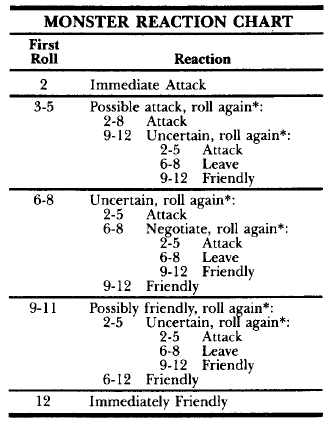 MONSTER REACTION CHART
First
Roll Reaction
2 Immediate Attack
3-5 Possible attack, roll again*:
2-8 Attack
9-12 Uncertain, roll again*:
2-5 Attack
6-8 Leave
9-12 Friendly
6-8 Uncertain, roll again*:
2-5 Attack
6-8 Negotiate, roll again*:
2-5 Attack
6-8 Leave
9-12 Friendly
9-12 Friendly
9-11 Possibly friendly, roll again*:
2-5 Uncertain, roll again*:
2-5 Attack
6-8 Leave
9-12 Friendly
6-12 Friendly
12 Immediately Friendly